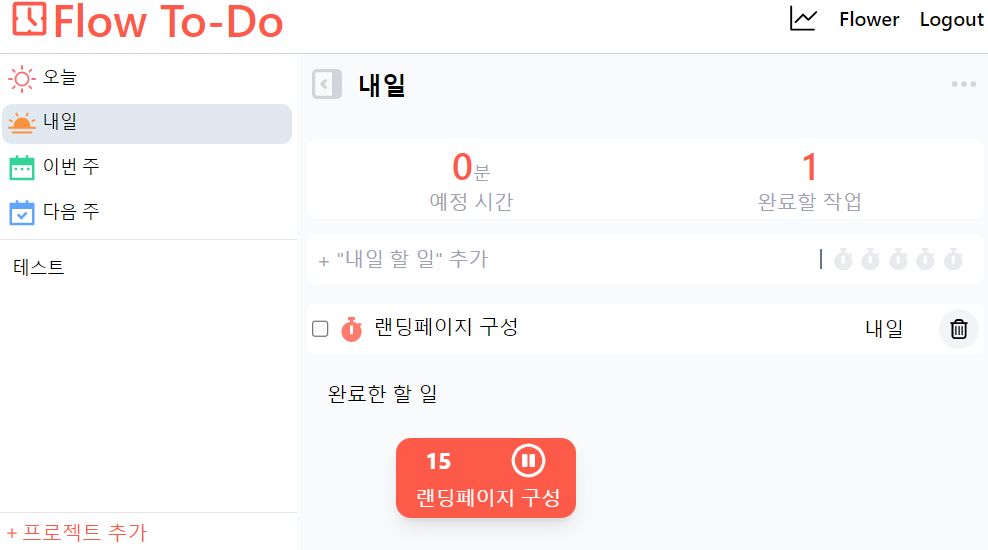 Flow To-Do
Flower Logout
오늘
내일
이번 주
다음 주
테스트
+ 프로젝트 추가
내일
0분
예정 시간
1
완료할 작업
+ "내일 할 일" 추가
랜딩페이지 구성 내일
완료한 할 일
15
랜딩페이지 구성